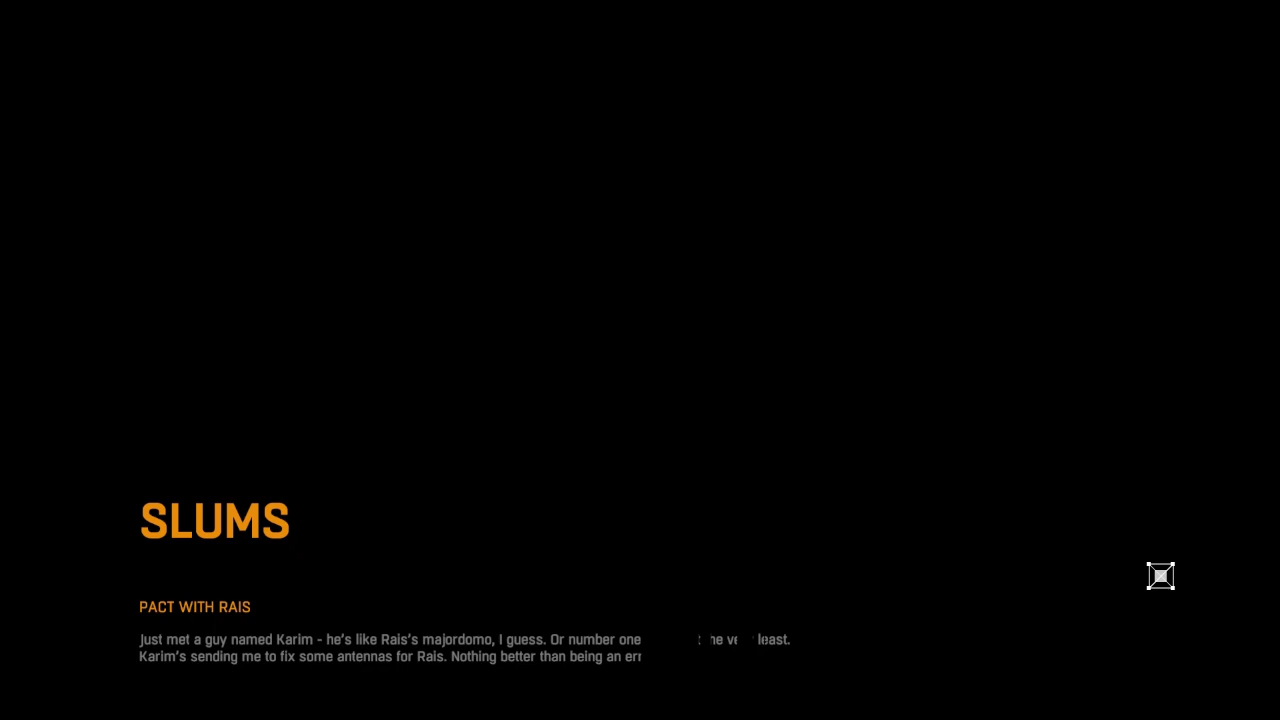 SLUMS
PACT WITH RAIS
Just met a guy named Karim - he's like Rais's majordomo, I guess. Or number one least.
Karim's sending me to fix some antennas for Rais. Nothing better than being an